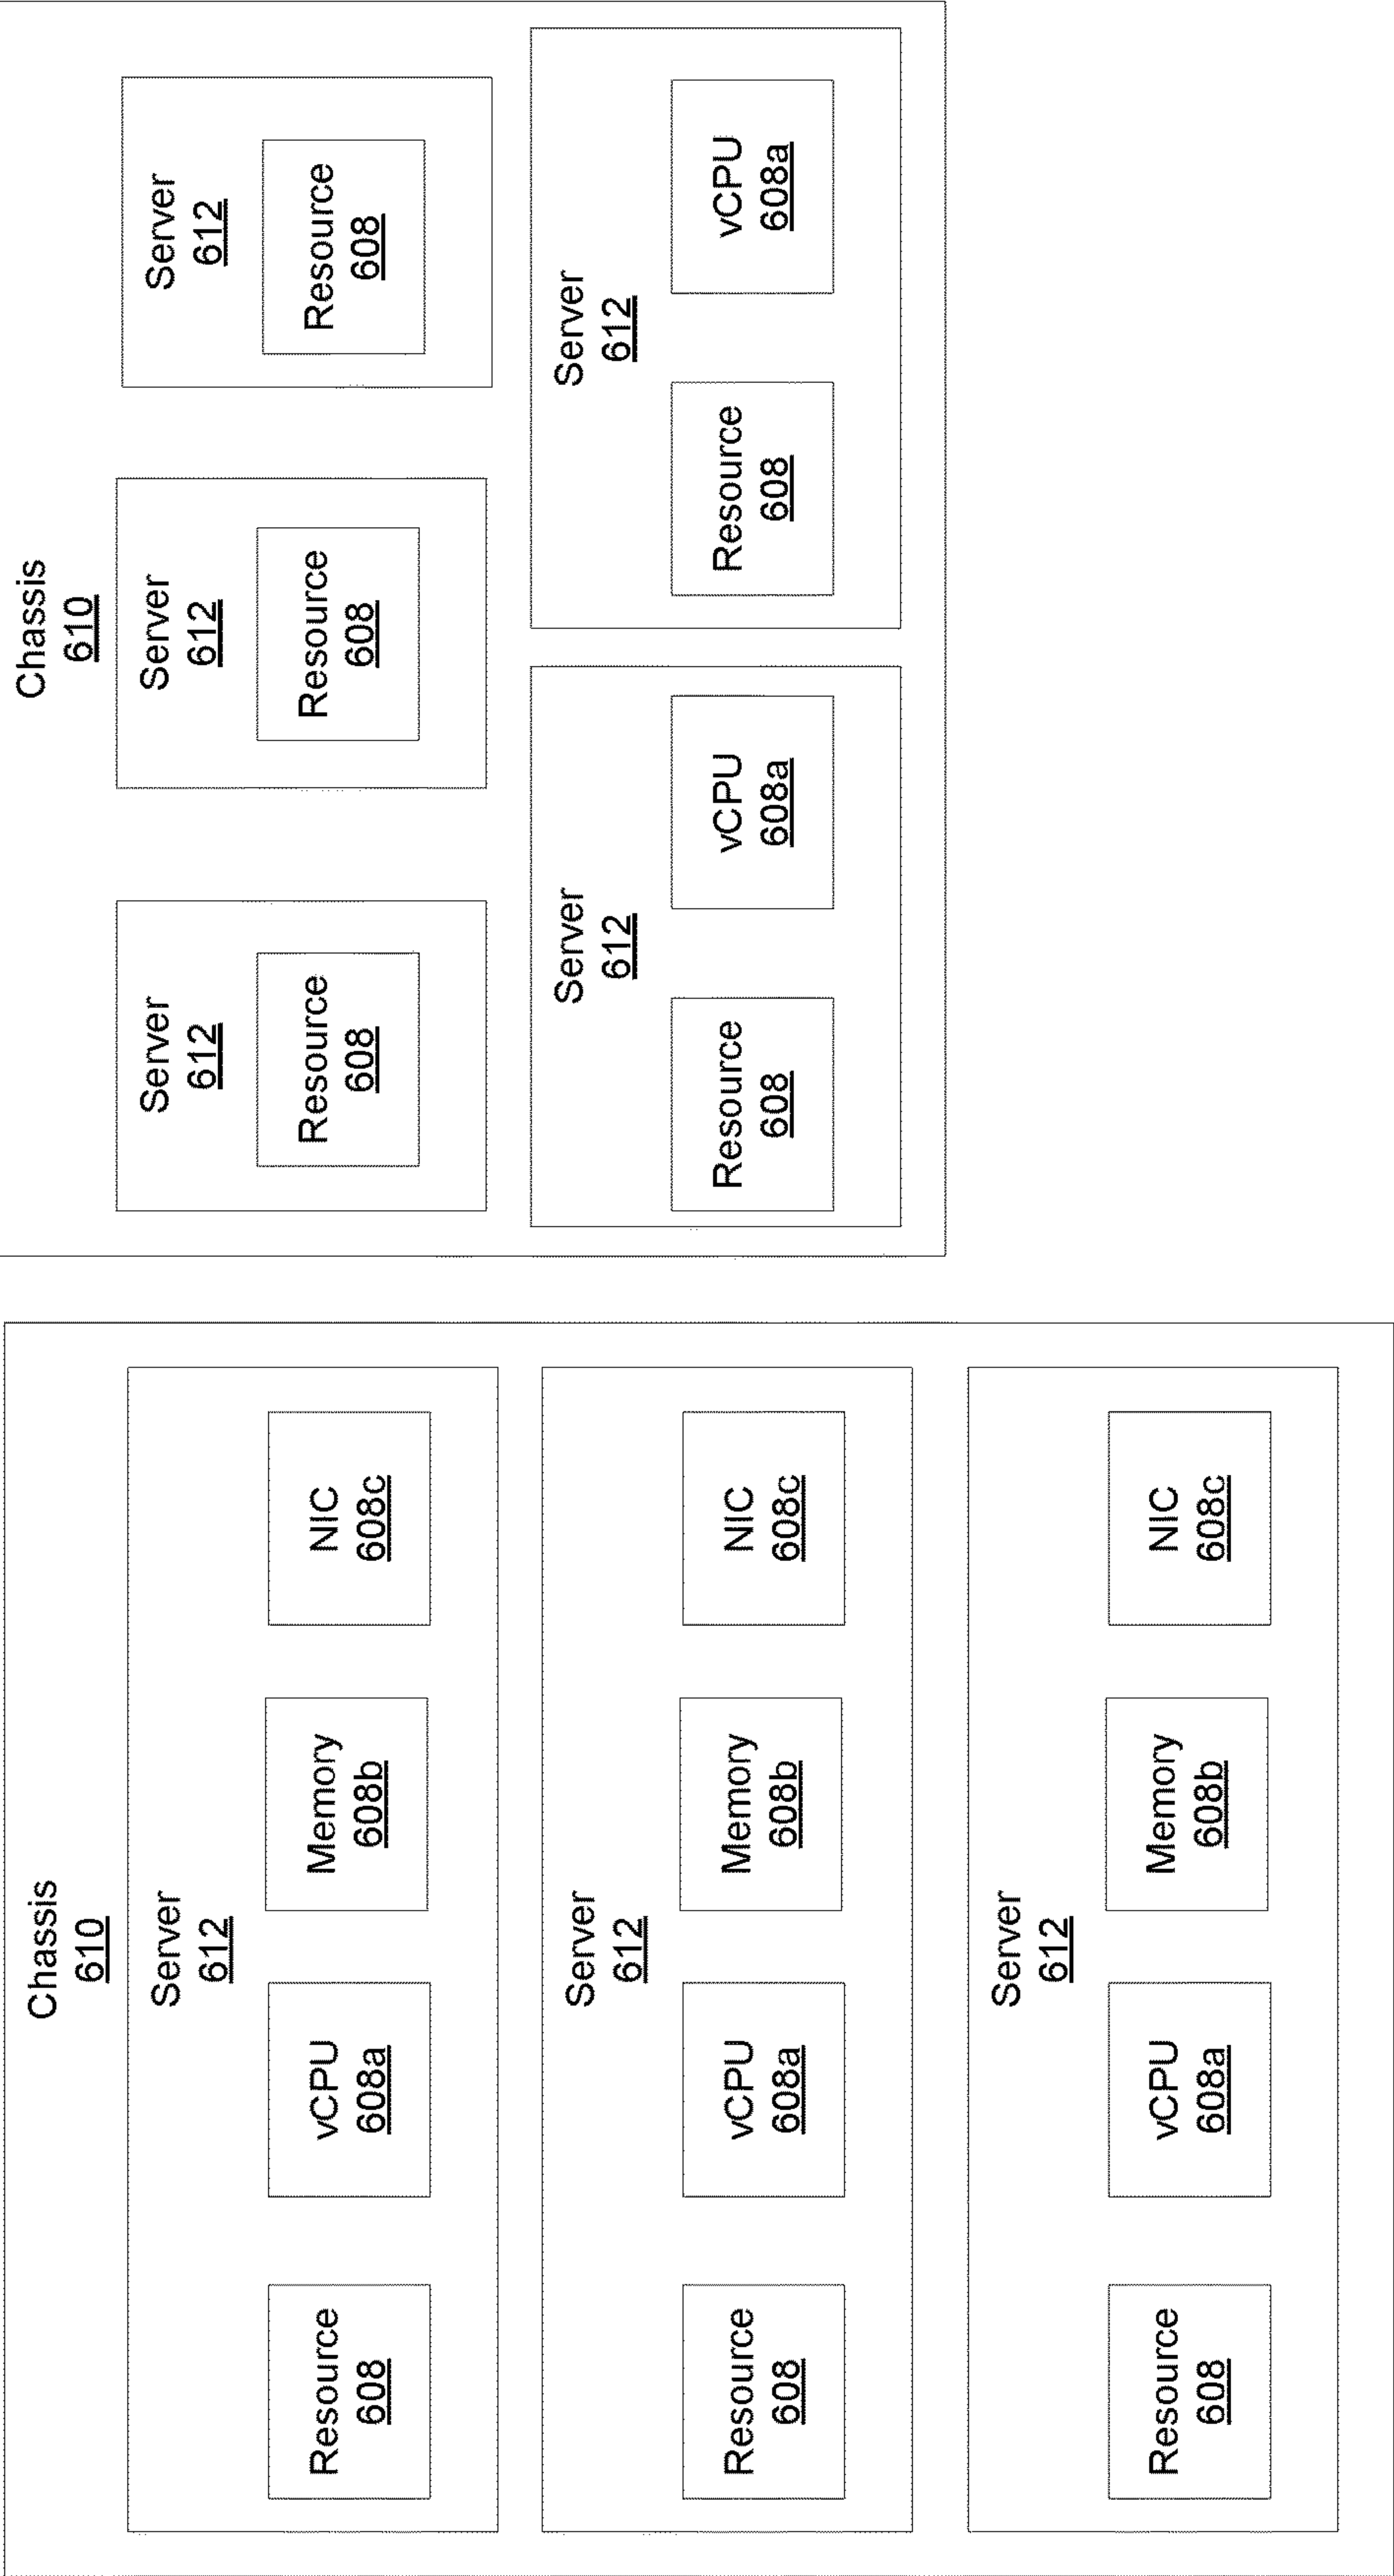 Chassis
610
Server
612
Resource
608
vCPU
608a
Memory
608b
NIC
608c
Server
612
Resource
608
vCPU
608a
Memory
608b
NIC
608c
Server
612
Resource
608
vCPU
608a
Memory
608b
NIC
608c
Chassis
610
Server
612
Resource
608
Server
612
Resource
608
Server
612
Resource
608
Server
612
Resource
608
vCPU
608a
Server
612
Resource
608
vCPU
608a